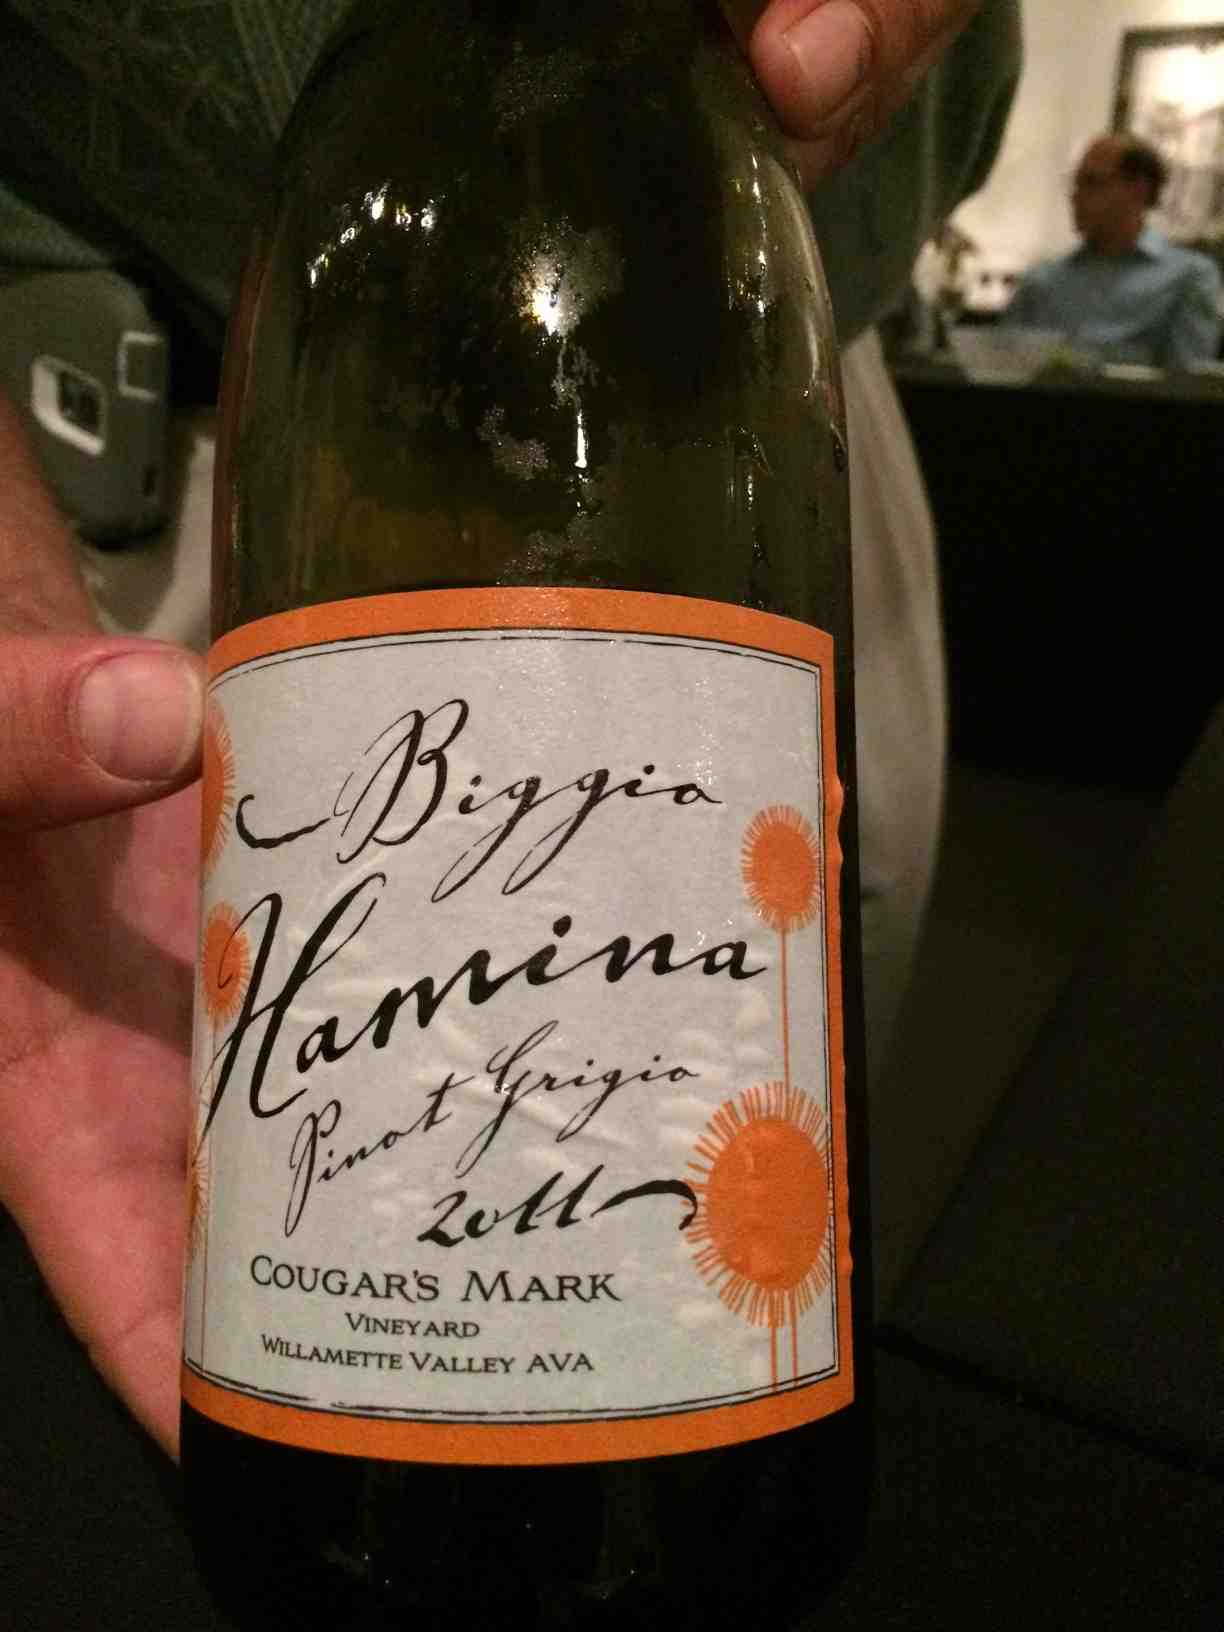 Biggio
Hamina
Pinot Grigio
2011
COUGAR'S MARK
VINEYARD
WILLAMETTE VALLEY AVA